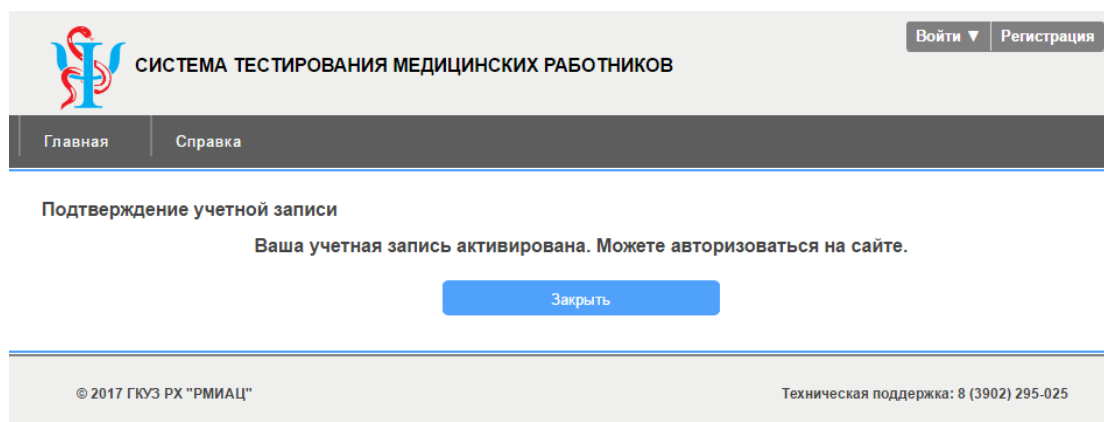 Войти ▼ Регистрация
СИСТЕМА ТЕСТИРОВАНИЯ МЕДИЦИНСКИХ РАБОТНИКОВ
Главная Справка
Подтверждение учетной записи
Ваша учетная запись активирована. Можете авторизоваться на сайте.
Закрыть
© 2017 ГКУЗ РХ "РМИАЦ" Техническая поддержка: 8 (3902) 295-025